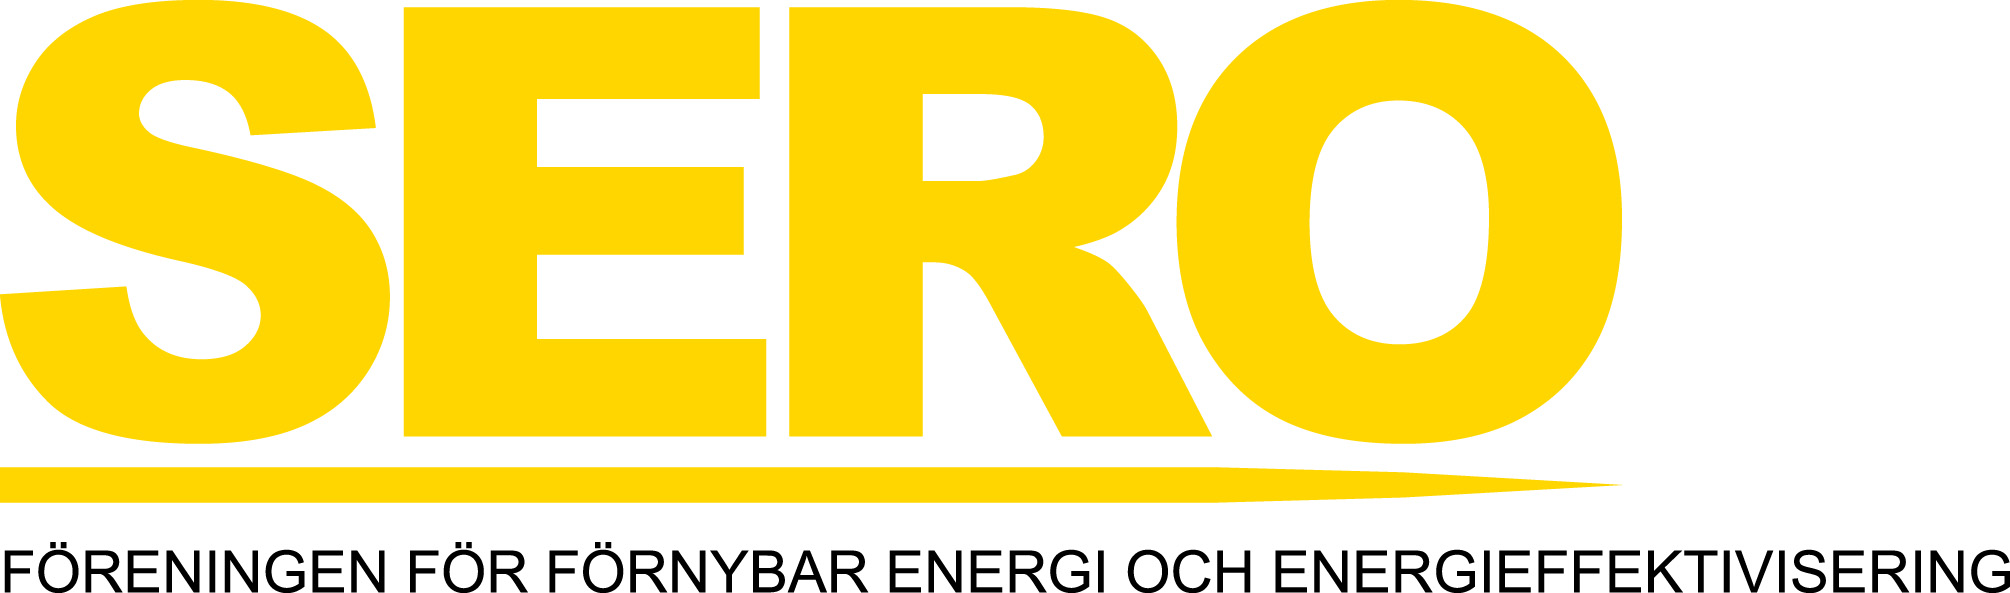 SERO
FÖRENINGEN FÖR FÖRNYBAR ENERGI OCH ENERGIEFFEKTIVISERING